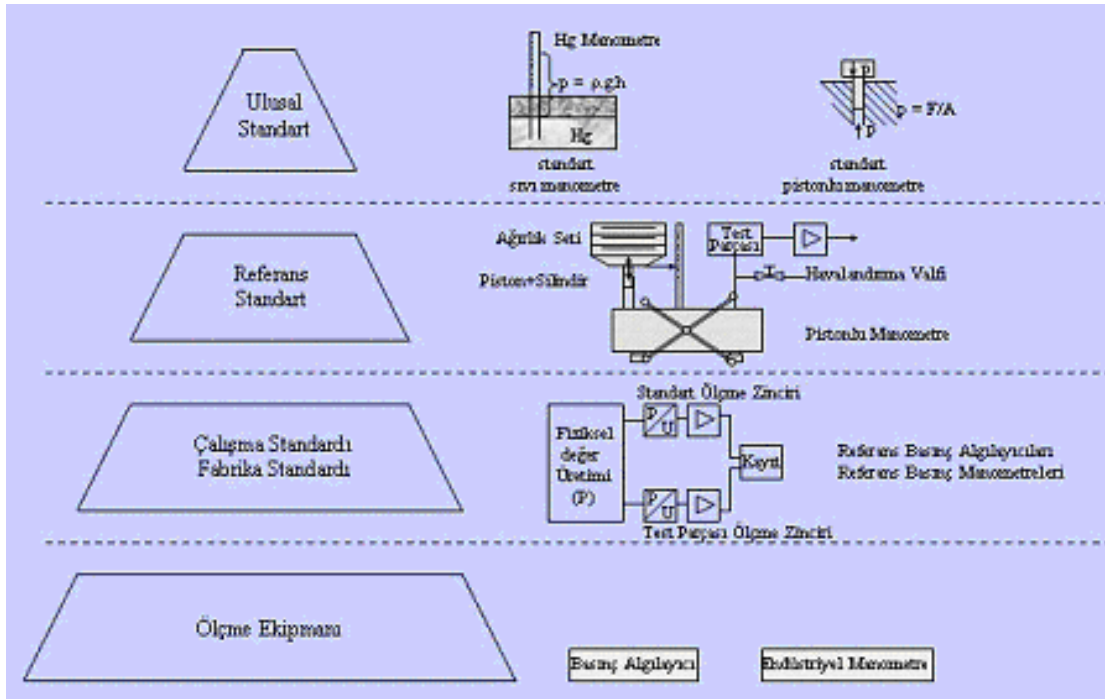 Ulusal
Standart
Hg Manometre
p = ρ.g.h
Hg
standart
sıvı manometre
p
p = F/A
p
standart
pistonlu manometre
Referans
Standart
Ağırlık Seti
Piston+Silindir
Test
Parçası
Havalandırma Valfi
Pistonlu Manometre
Çalışma Standardı
Fabrika Standardı
Fiziksel
değer
Üretimi
(P)
Standart Ölçme Zinciri
P
U
Kayıt
P
U
Test Parçası Ölçme Zinciri
Referans Basınç Algılayıcıları
Referans Basınç Manometreleri
Ölçme Ekipmanı
Basınç Algılayıcı
Endüstriyel Manometre